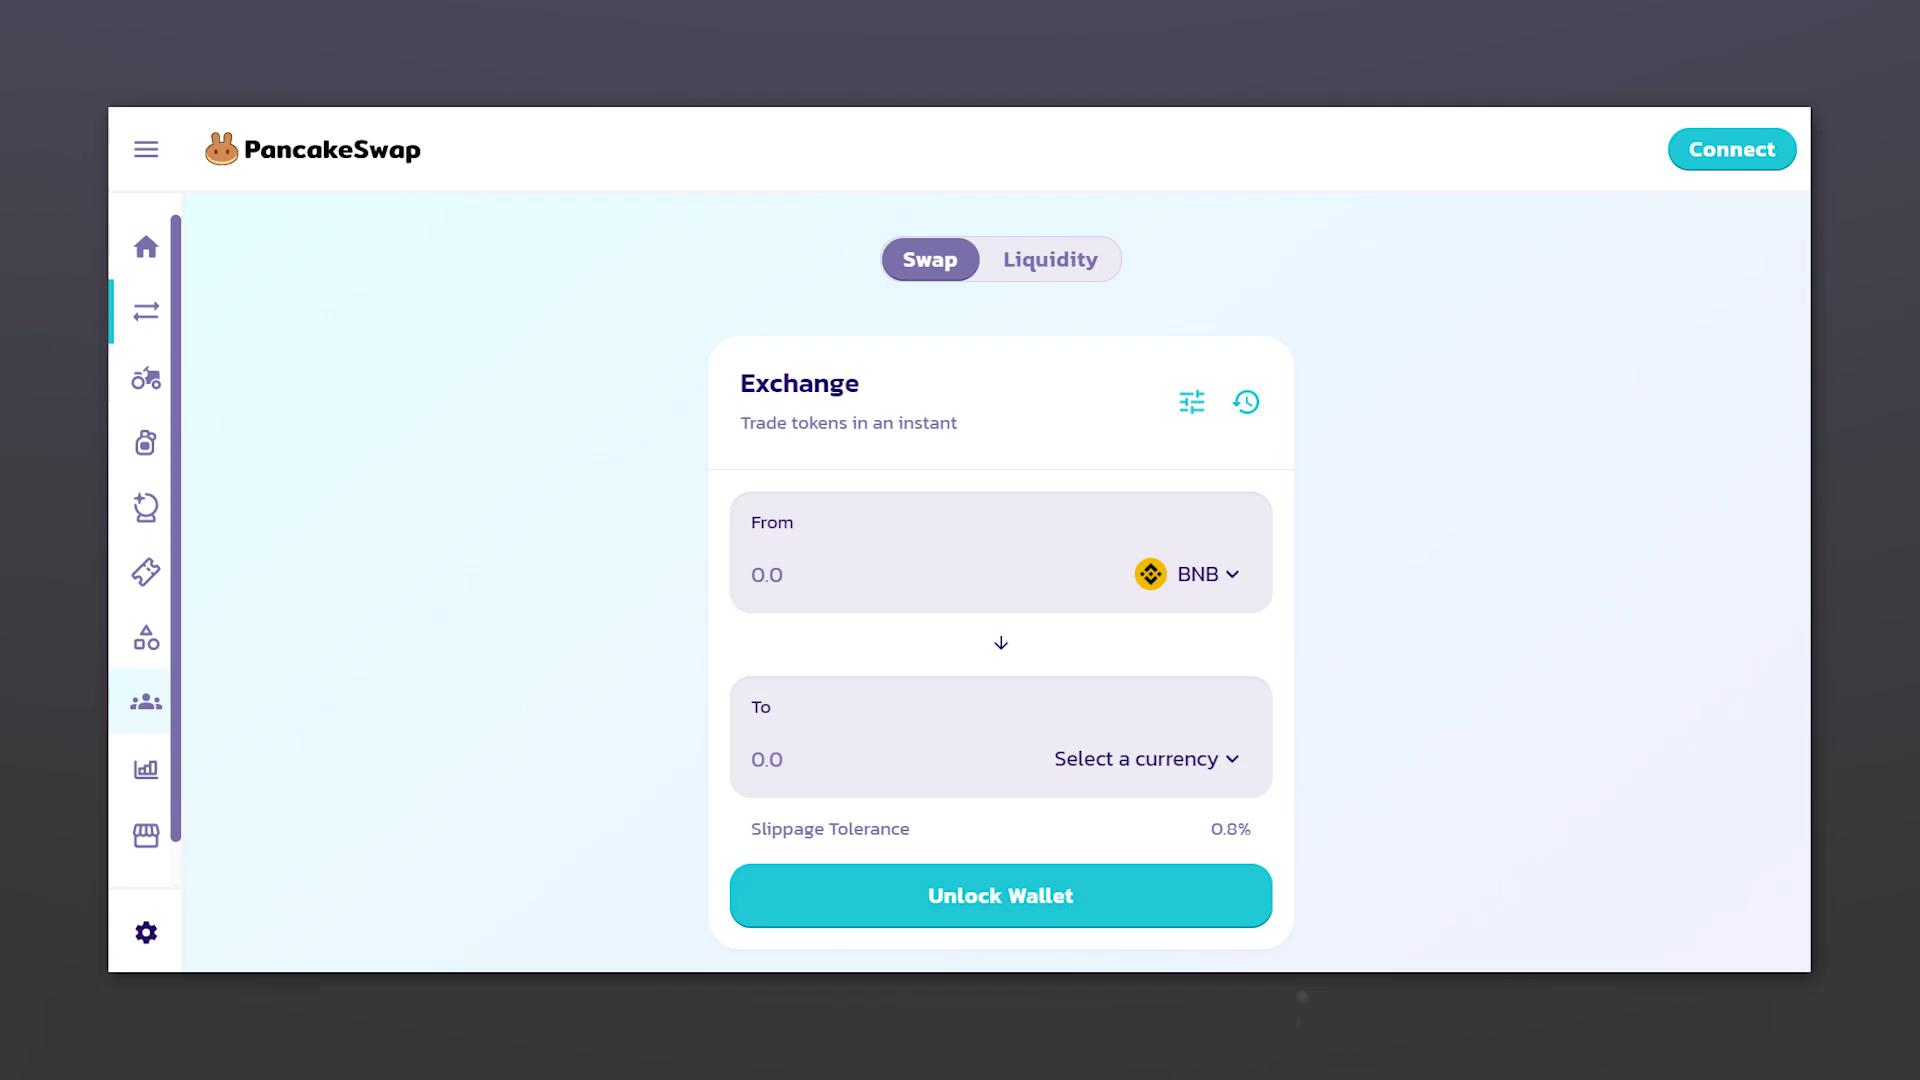 PancakeSwap
Connect
Swap
Liquidity
Exchange
Trade tokens in an instant
From
0.0
BNB
To
0.0
Select a currency
Slippage Tolerance
0.8%
Unlock Wallet